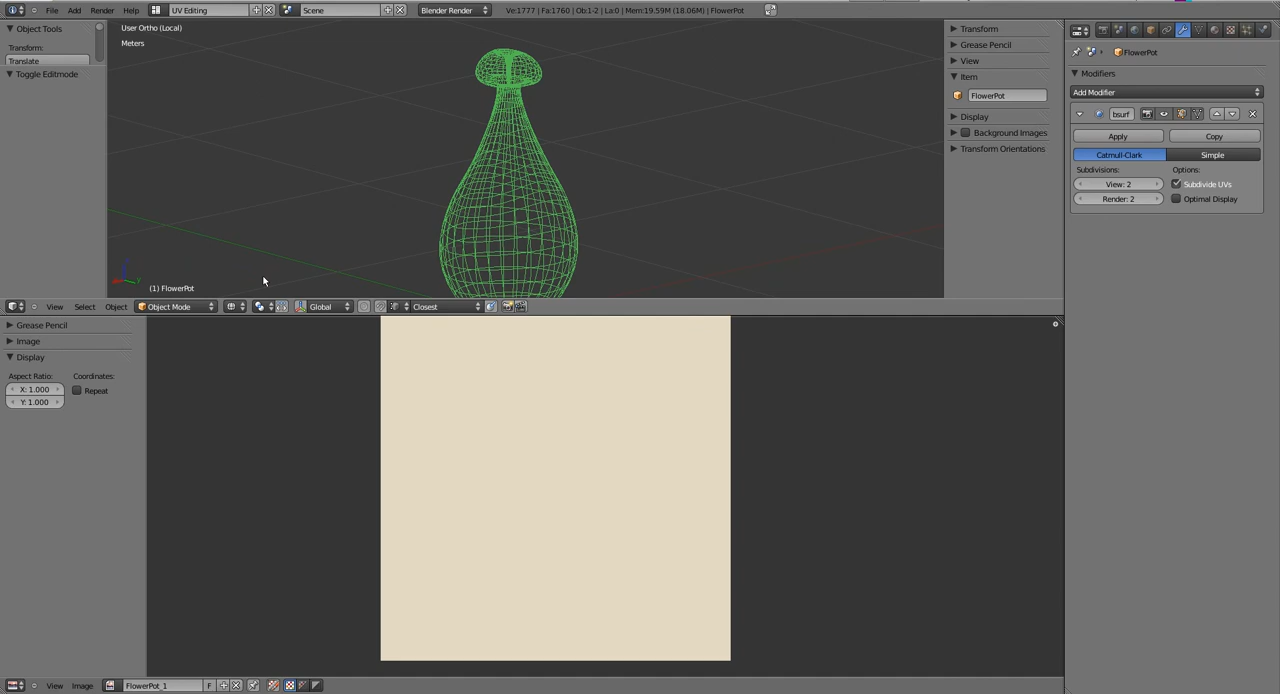 File Add Render Help UV Editing Scene Blender Render Ve:1777 | Fa:1760 | Ob:1-2 | La:0 | Mem:19.59M (18.06M) | FlowerPot
Object Tools
Transform:
Translate
Toggle Editmode
User Ortho (Local)
Meters
(1) FlowerPot
Transform
Grease Pencil
View
Item
FlowerPot
Display
Background Images
Transform Orientations
FlowerPot
Modifiers
Add Modifier
bsurf
Apply Copy
Catmull-Clark Simple
Subdivisions: Options:
View: 2 Subdivide UVs
Render: 2 Optimal Display
View Select Object Object Mode Global Closest
Grease Pencil
Image
Display
Aspect Ratio: Coordinates:
X: 1.000 Repeat
Y: 1.000
View Image FlowerPot_1 F